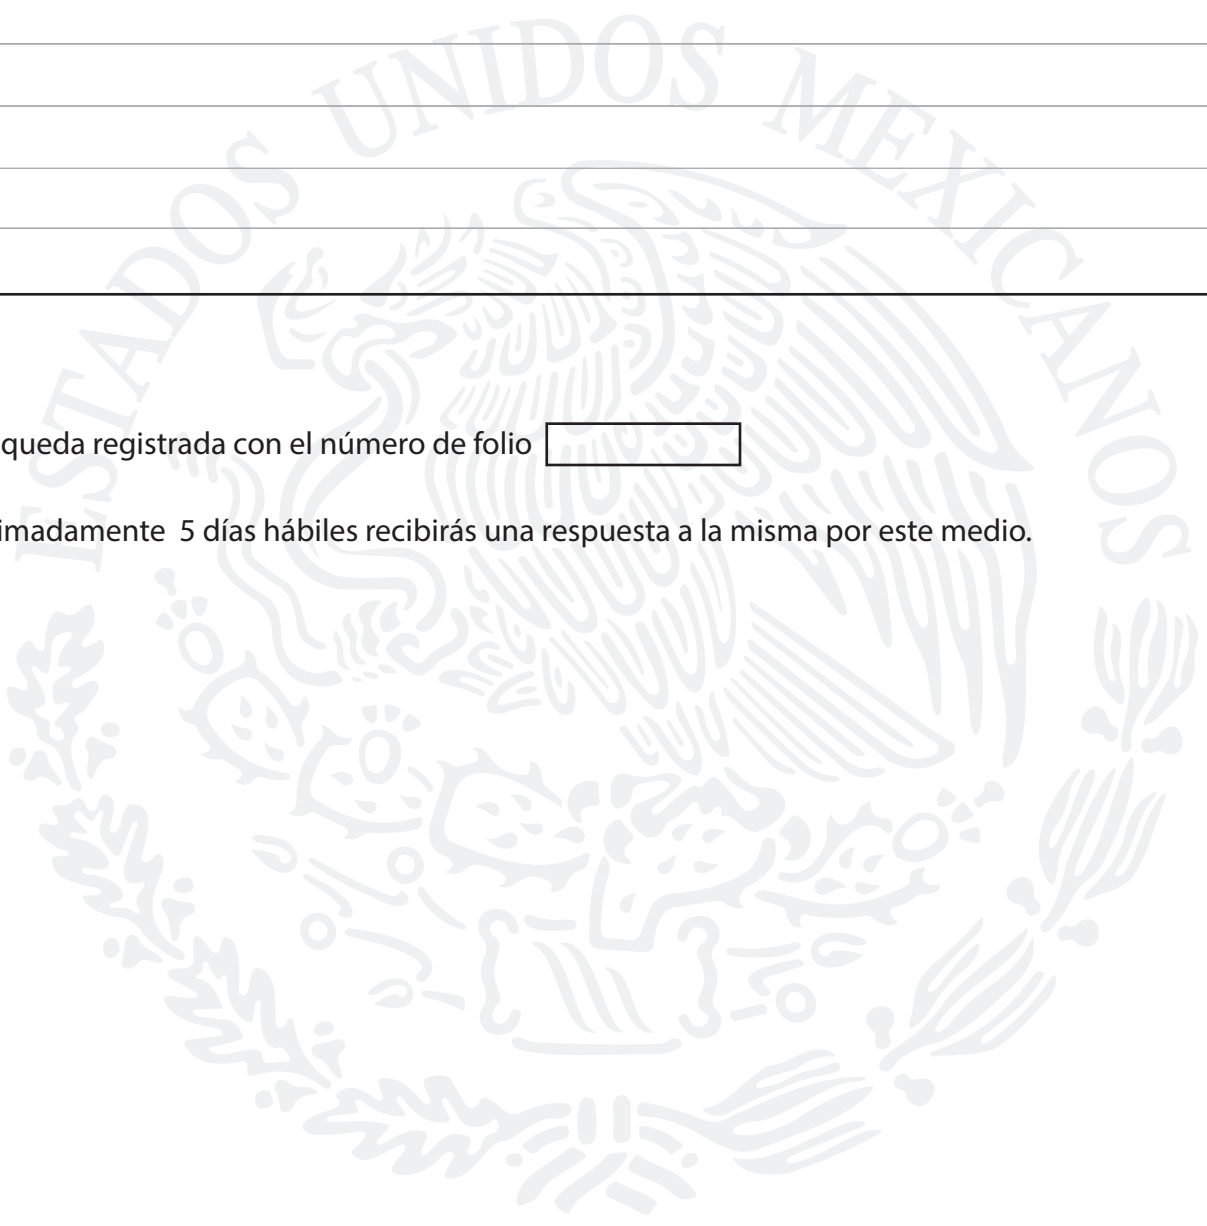 ESTADOS UNIDOS MEXICANOS
queda registrada con el número de folio
imadamente 5 días hábiles recibirás una respuesta a la misma por este medio.